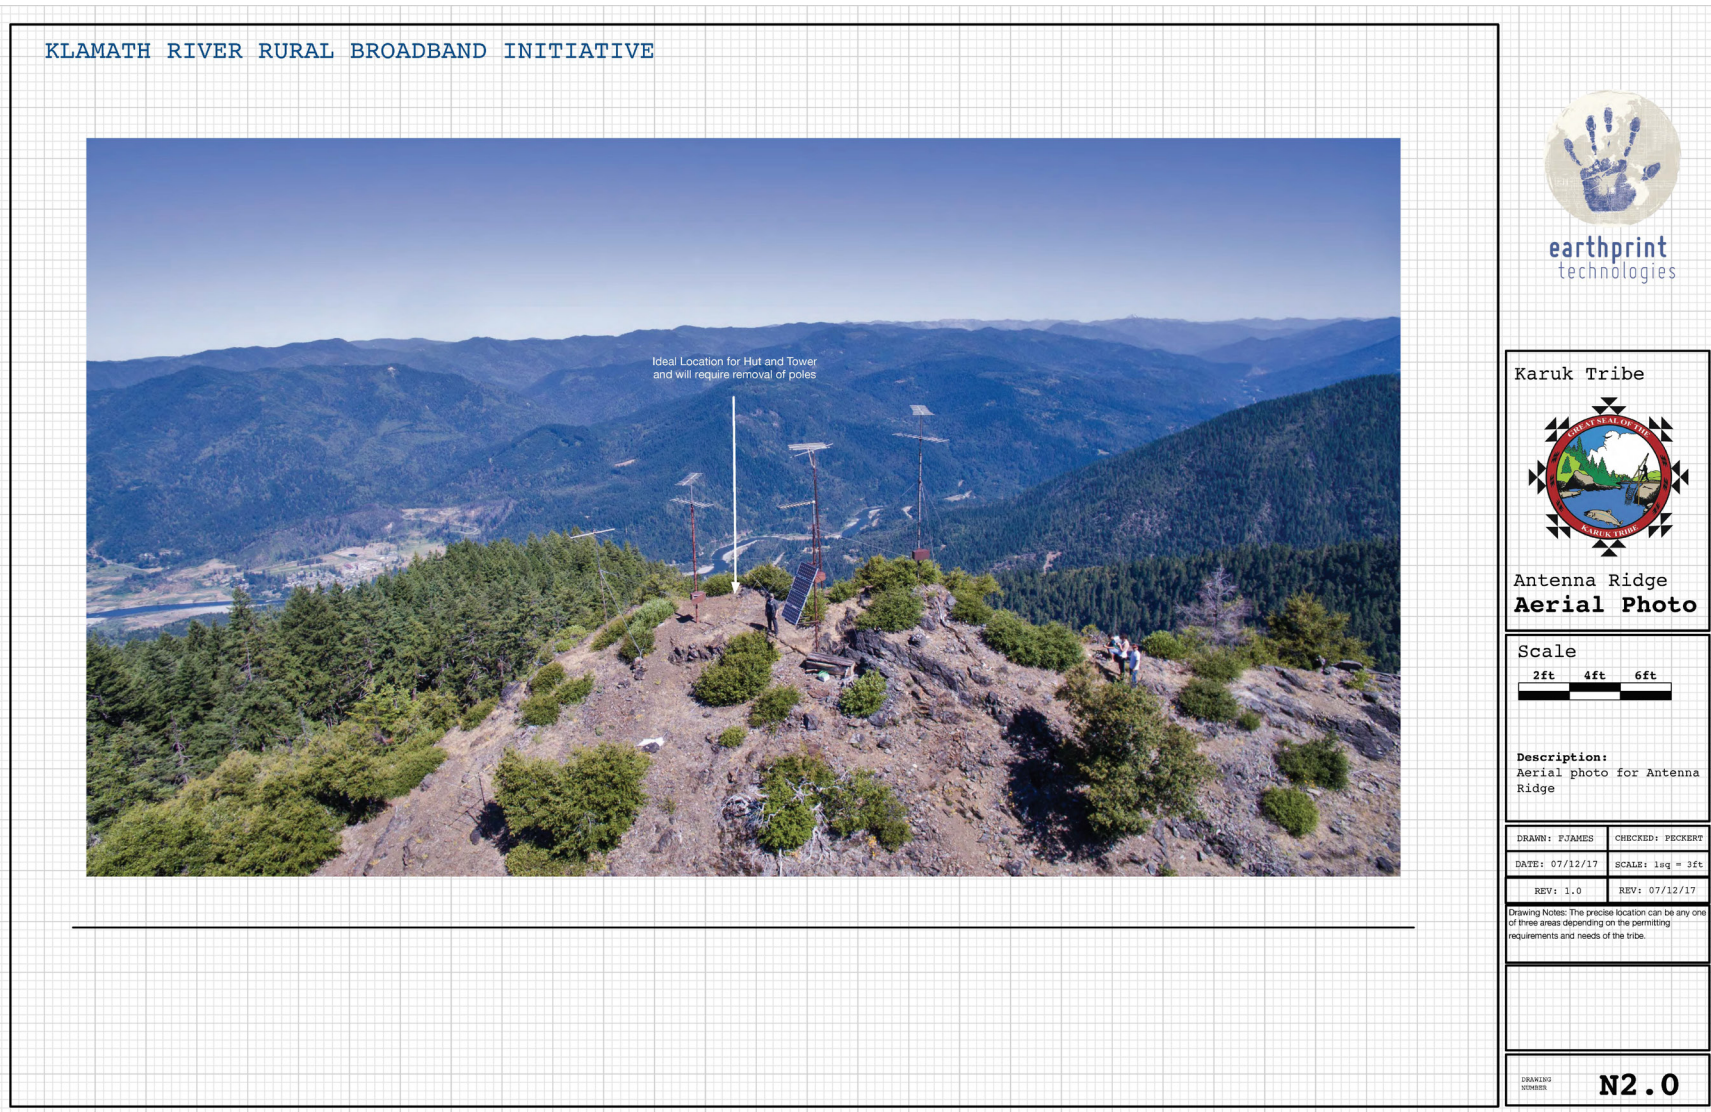 KLAMATH RIVER RURAL BROADBAND INITIATIVE
Ideal Location for Hut and Tower
and will require removal of poles
earthprint
technologies
Karuk Tribe
GREAT SEAL OF THE
KARUK TRIBE
Antenna Ridge
Aerial Photo
Scale
2ft 4ft 6ft
Description:
Aerial photo for Antenna
Ridge
DRAWN: PJAMES CHECKED: PECKERT
DATE: 07/12/17 SCALE: 1sq = 3ft
REV: 1.0 REV: 07/12/17
Drawing Notes: The precise location can be any one
of three areas depending on the permitting
requirements and needs of the tribe.
DRAWING
NUMBER
N2.0